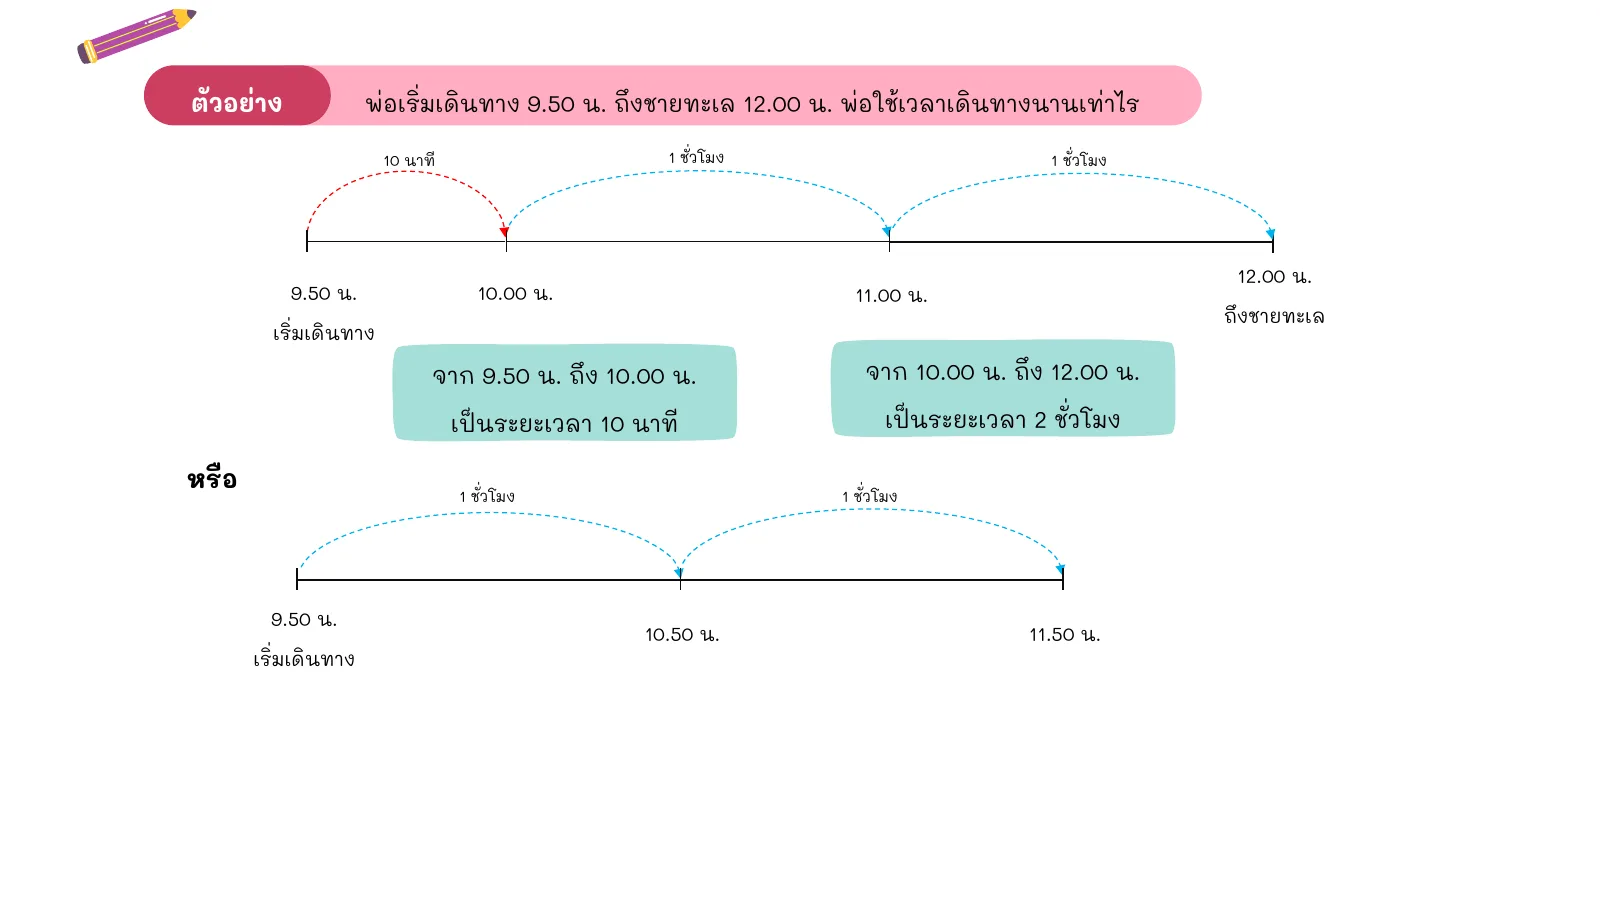 ตัวอย่าง พ่อเริ่มเดินทาง 9.50 น. ถึงชายทะเล 12.00 น. พ่อใช้เวลาเดินทางนานเท่าไร
10 นาที 1 ชั่วโมง 1 ชั่วโมง
9.50 น. 10.00 น. 11.00 น. 12.00 น.
เริ่มเดินทาง ถึงชายทะเล
จาก 9.50 น. ถึง 10.00 น.
เป็นระยะเวลา 10 นาที
จาก 10.00 น. ถึง 12.00 น.
เป็นระยะเวลา 2 ชั่วโมง
หรือ
1 ชั่วโมง 1 ชั่วโมง
9.50 น. 10.50 น. 11.50 น.
เริ่มเดินทาง